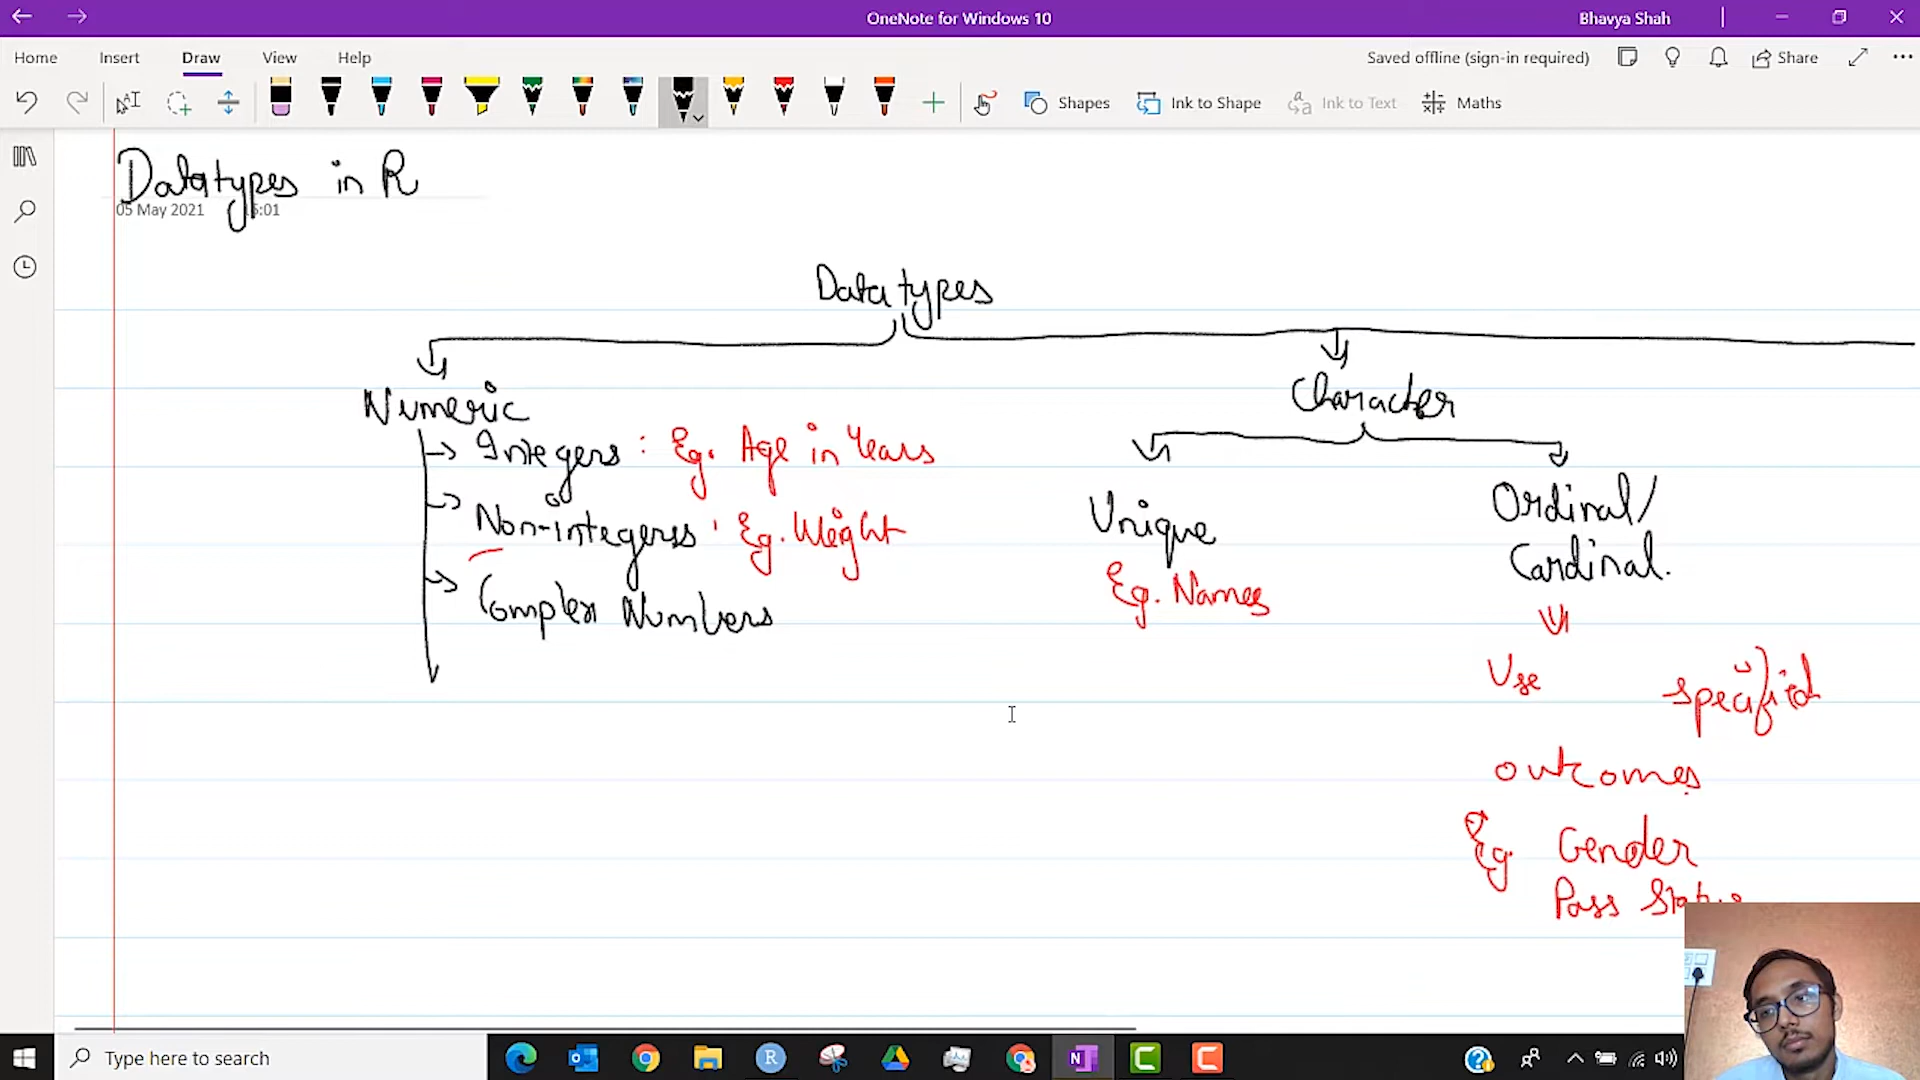 OneNote for Windows 10
Bhavya Shah
Home Insert Draw View Help
Saved offline (sign-in required)
Share
Shapes
Ink to Shape
Ink to Text
Maths
Datatypes in R
05 May 2021
Datatypes
Numeric
Character
Integers : Eg. Age in Years
Non-integerss : Eg. Weight
Complex Numbers
Unique
Eg. Names
Ordinal/
Cardinal.
Use specified
outcomes
Eg. Gender
Pass
Type here to search